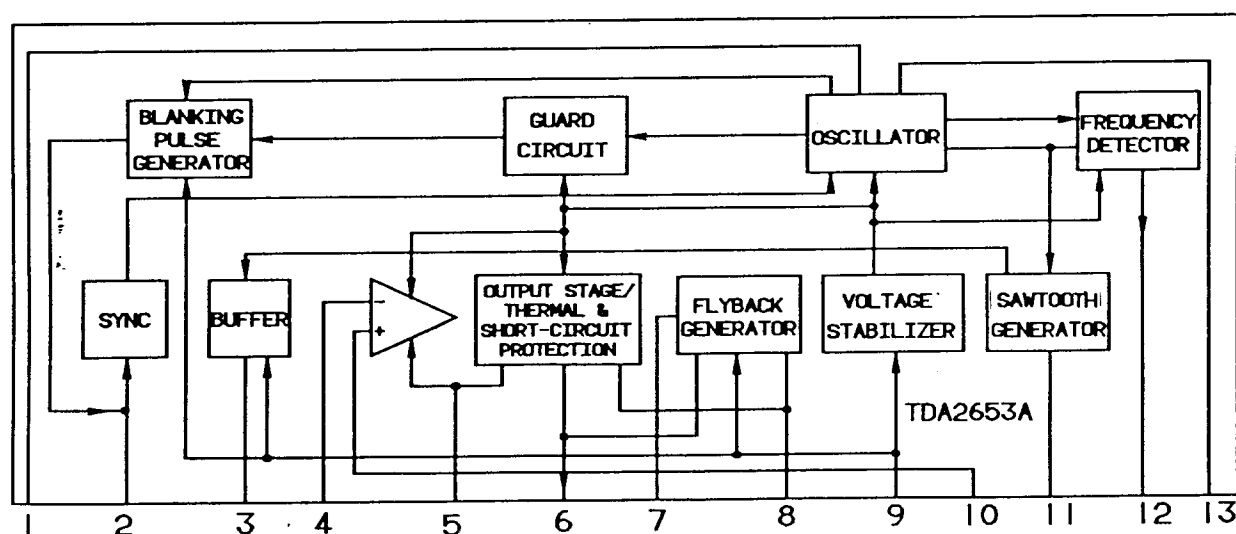 BLANKING
PULSE
GENERATOR
GUARD
CIRCUIT
OSCILLATOR
FREQUENCY
DETECTOR
SYNC
BUFFER
-
+
OUTPUT STAGE/
THERMAL &
SHORT-CIRCUIT
PROTECTION
FLYBACK
GENERATOR
VOLTAGE
STABILIZER
SAWTOOTH
GENERATOR
TDA2653A
1 2 3 4 5 6 7 8 9 10 11 12 13